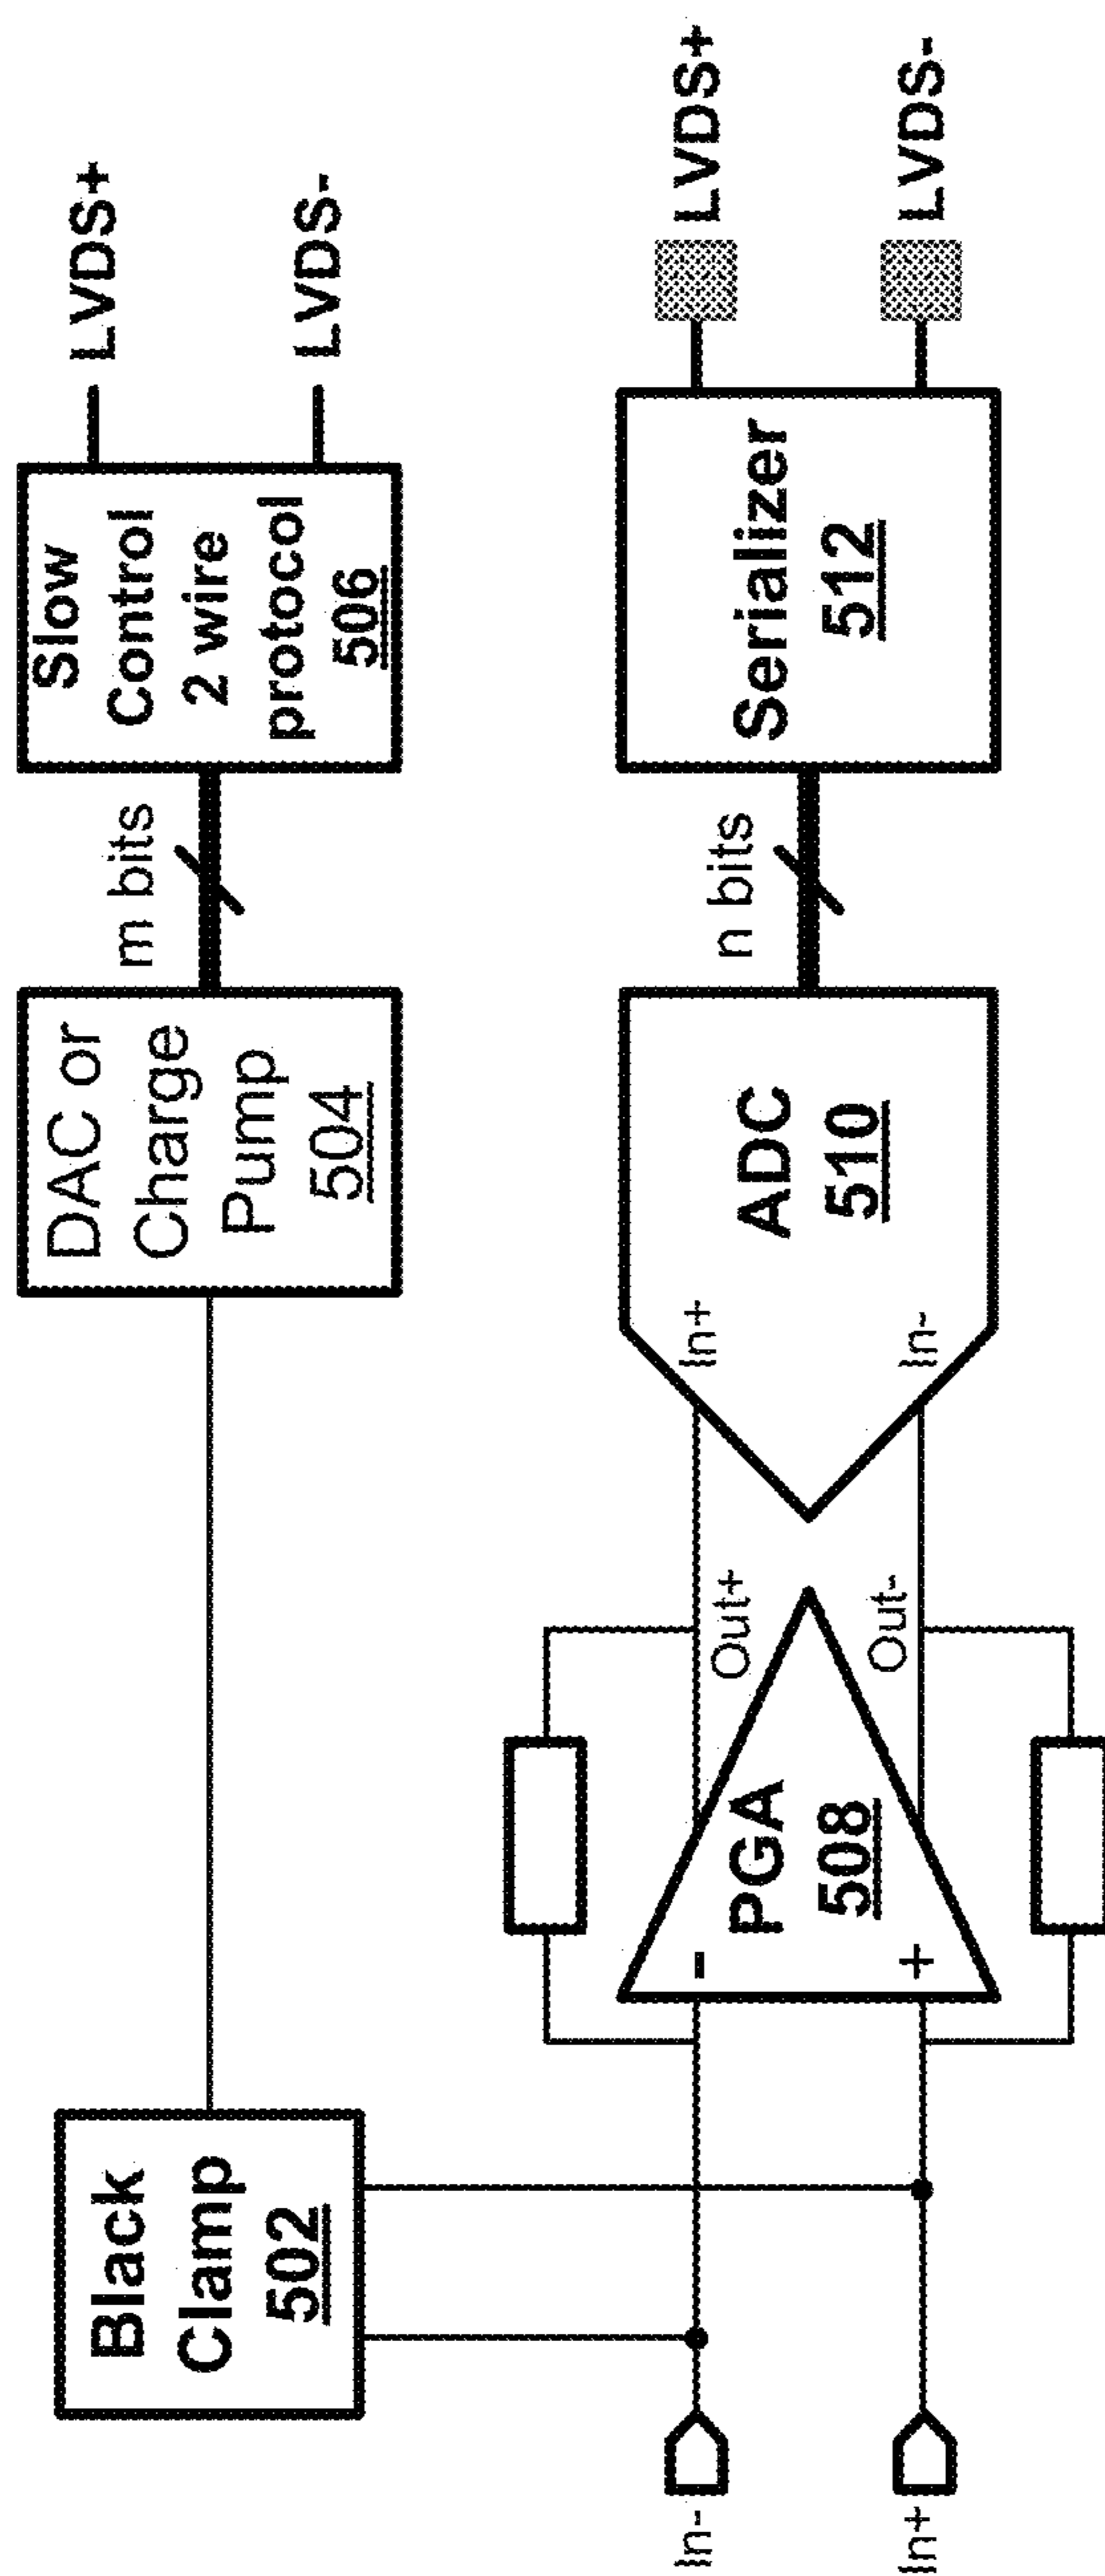 Black
Clamp
502
DAC or
Charge
Pump
504
m bits
Slow
Control
2 wire
protocol
506
LVDS+
LVDS-
In-
In+
-
+
PGA
508
Out+
Out-
In+
In-
ADC
510
n bits
Serializer
512
LVDS+
LVDS-